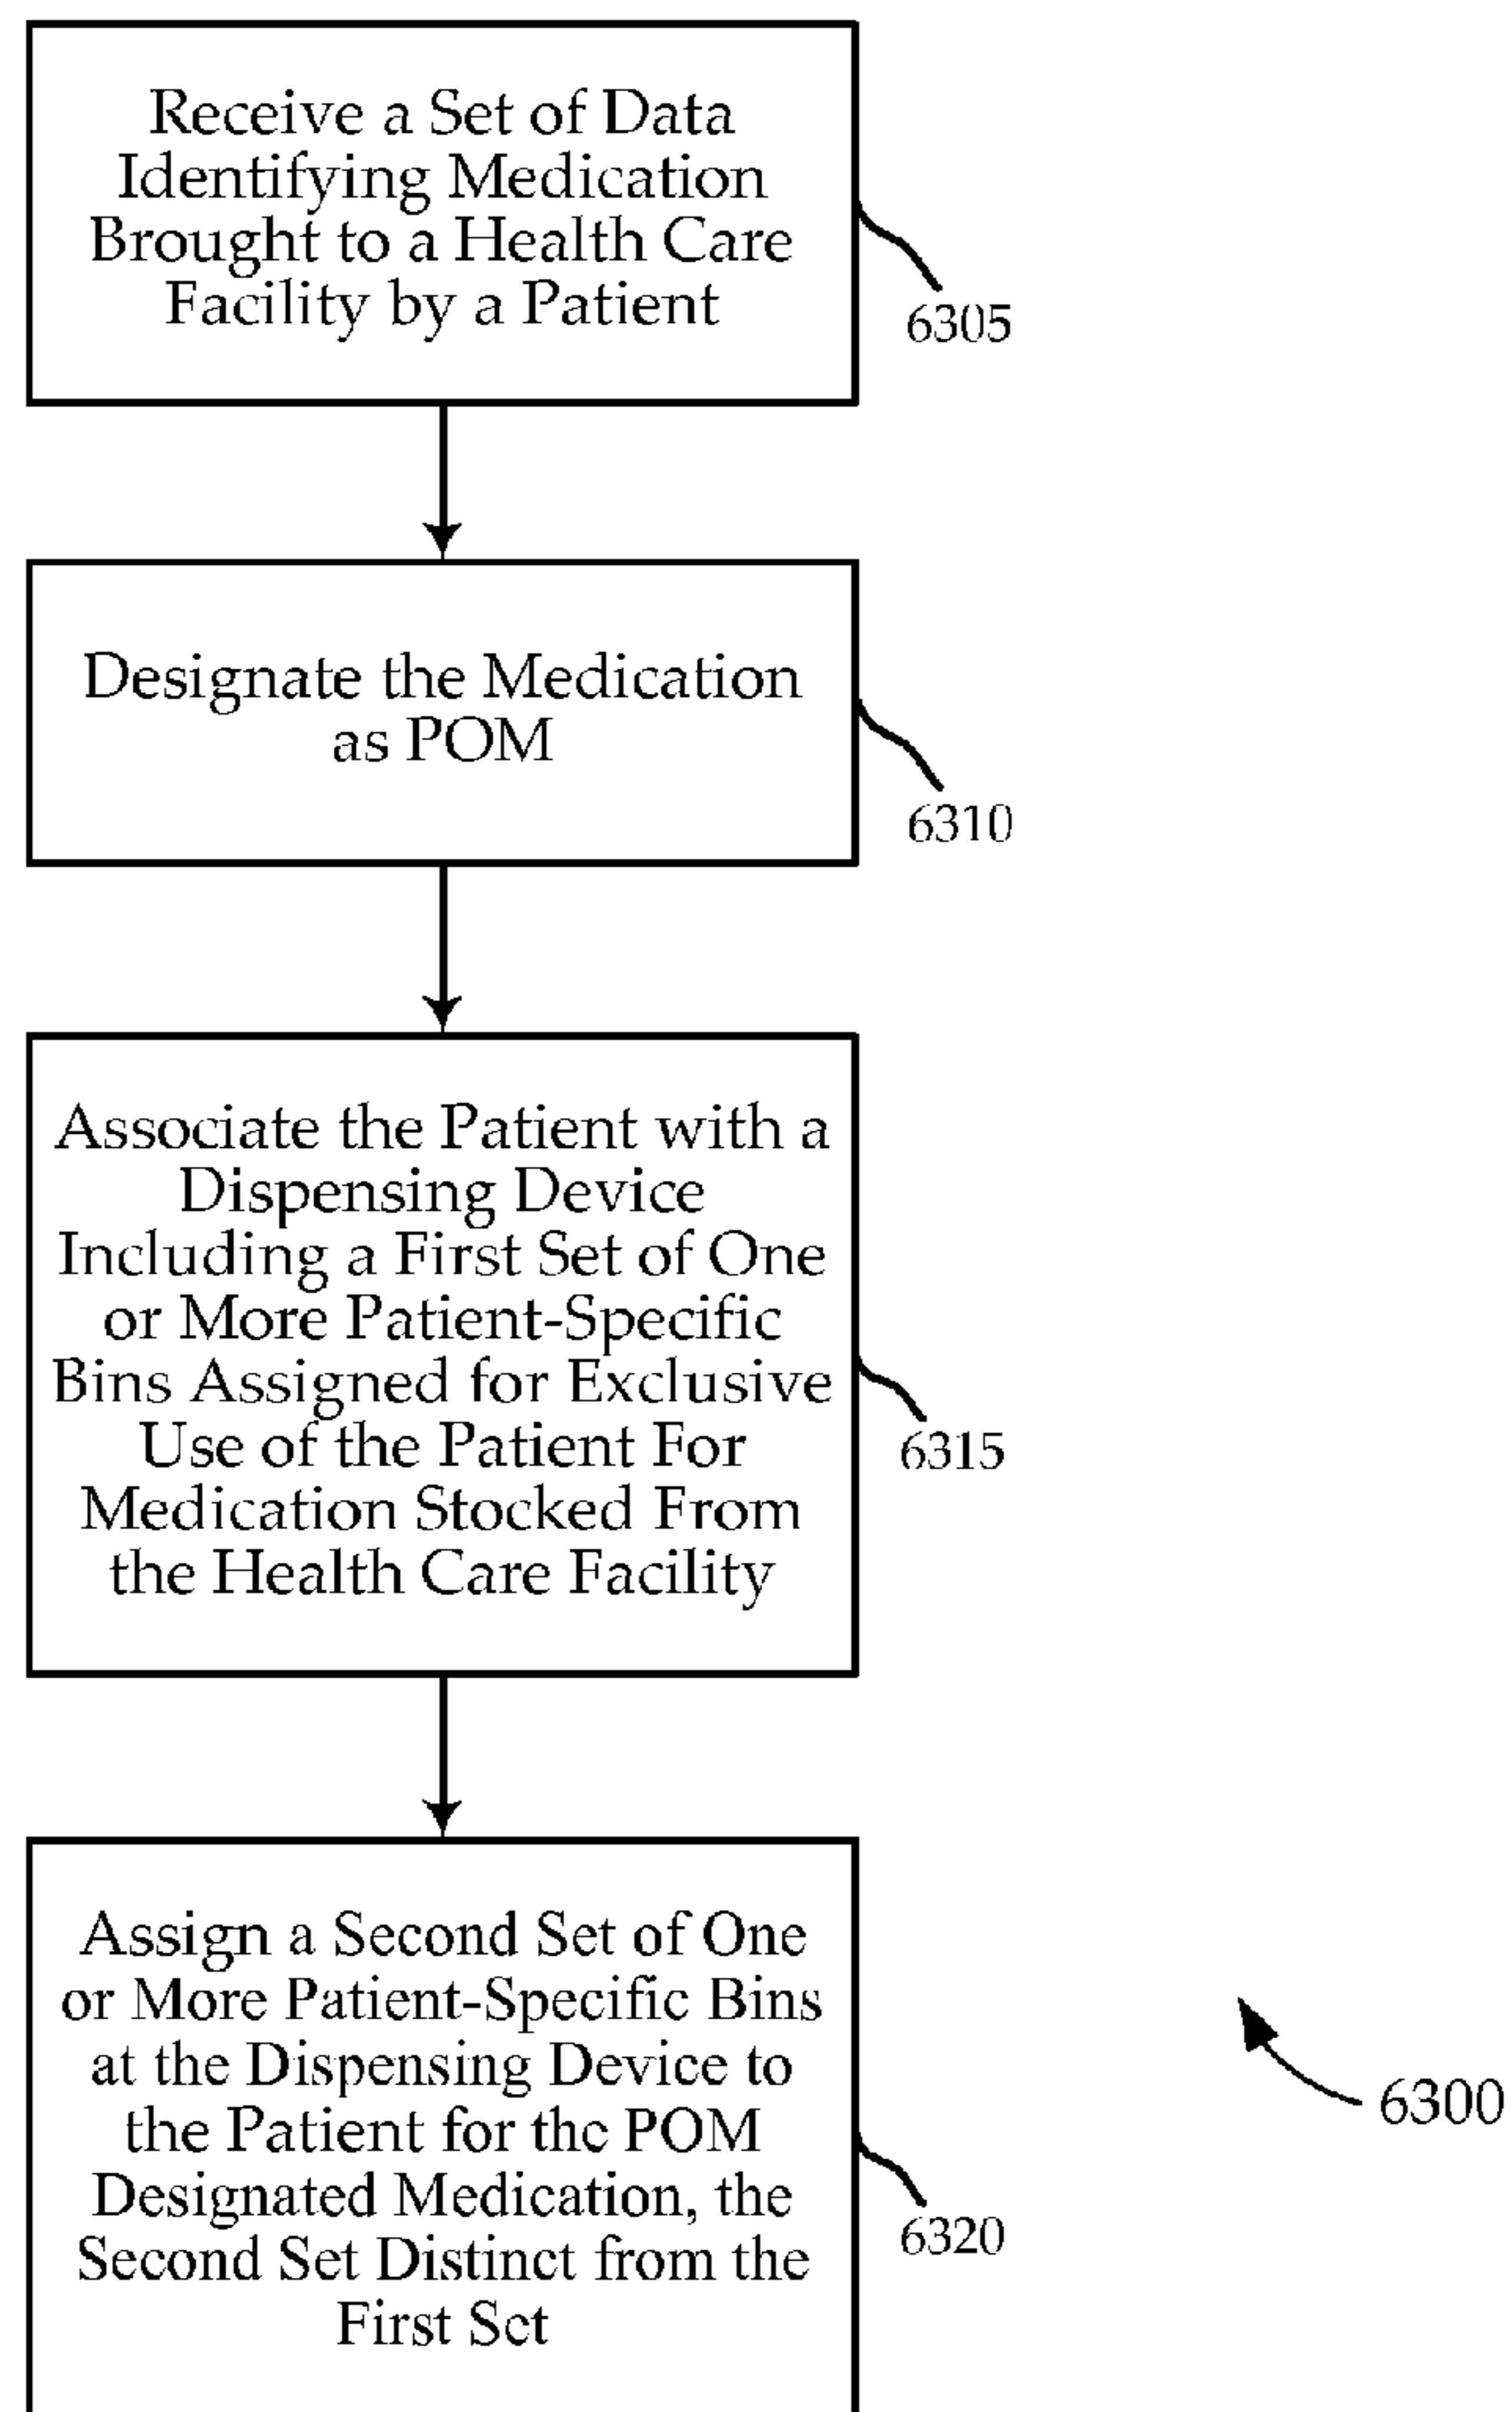 Receive a Set of Data
Identifying Medication
Brought to a Health Care
Facility by a Patient
6305
Designate the Medication
as POM
6310
Associate the Patient with a
Dispensing Device
Including a First Set of One
or More Patient-Specific
Bins Assigned for Exclusive
Use of the Patient For
Medication Stocked From
the Health Care Facility
6315
Assign a Second Set of One
or More Patient-Specific Bins
at the Dispensing Device to
the Patient for the POM
Designated Medication, the
Second Set Distinct from the
First Set
6320
6300